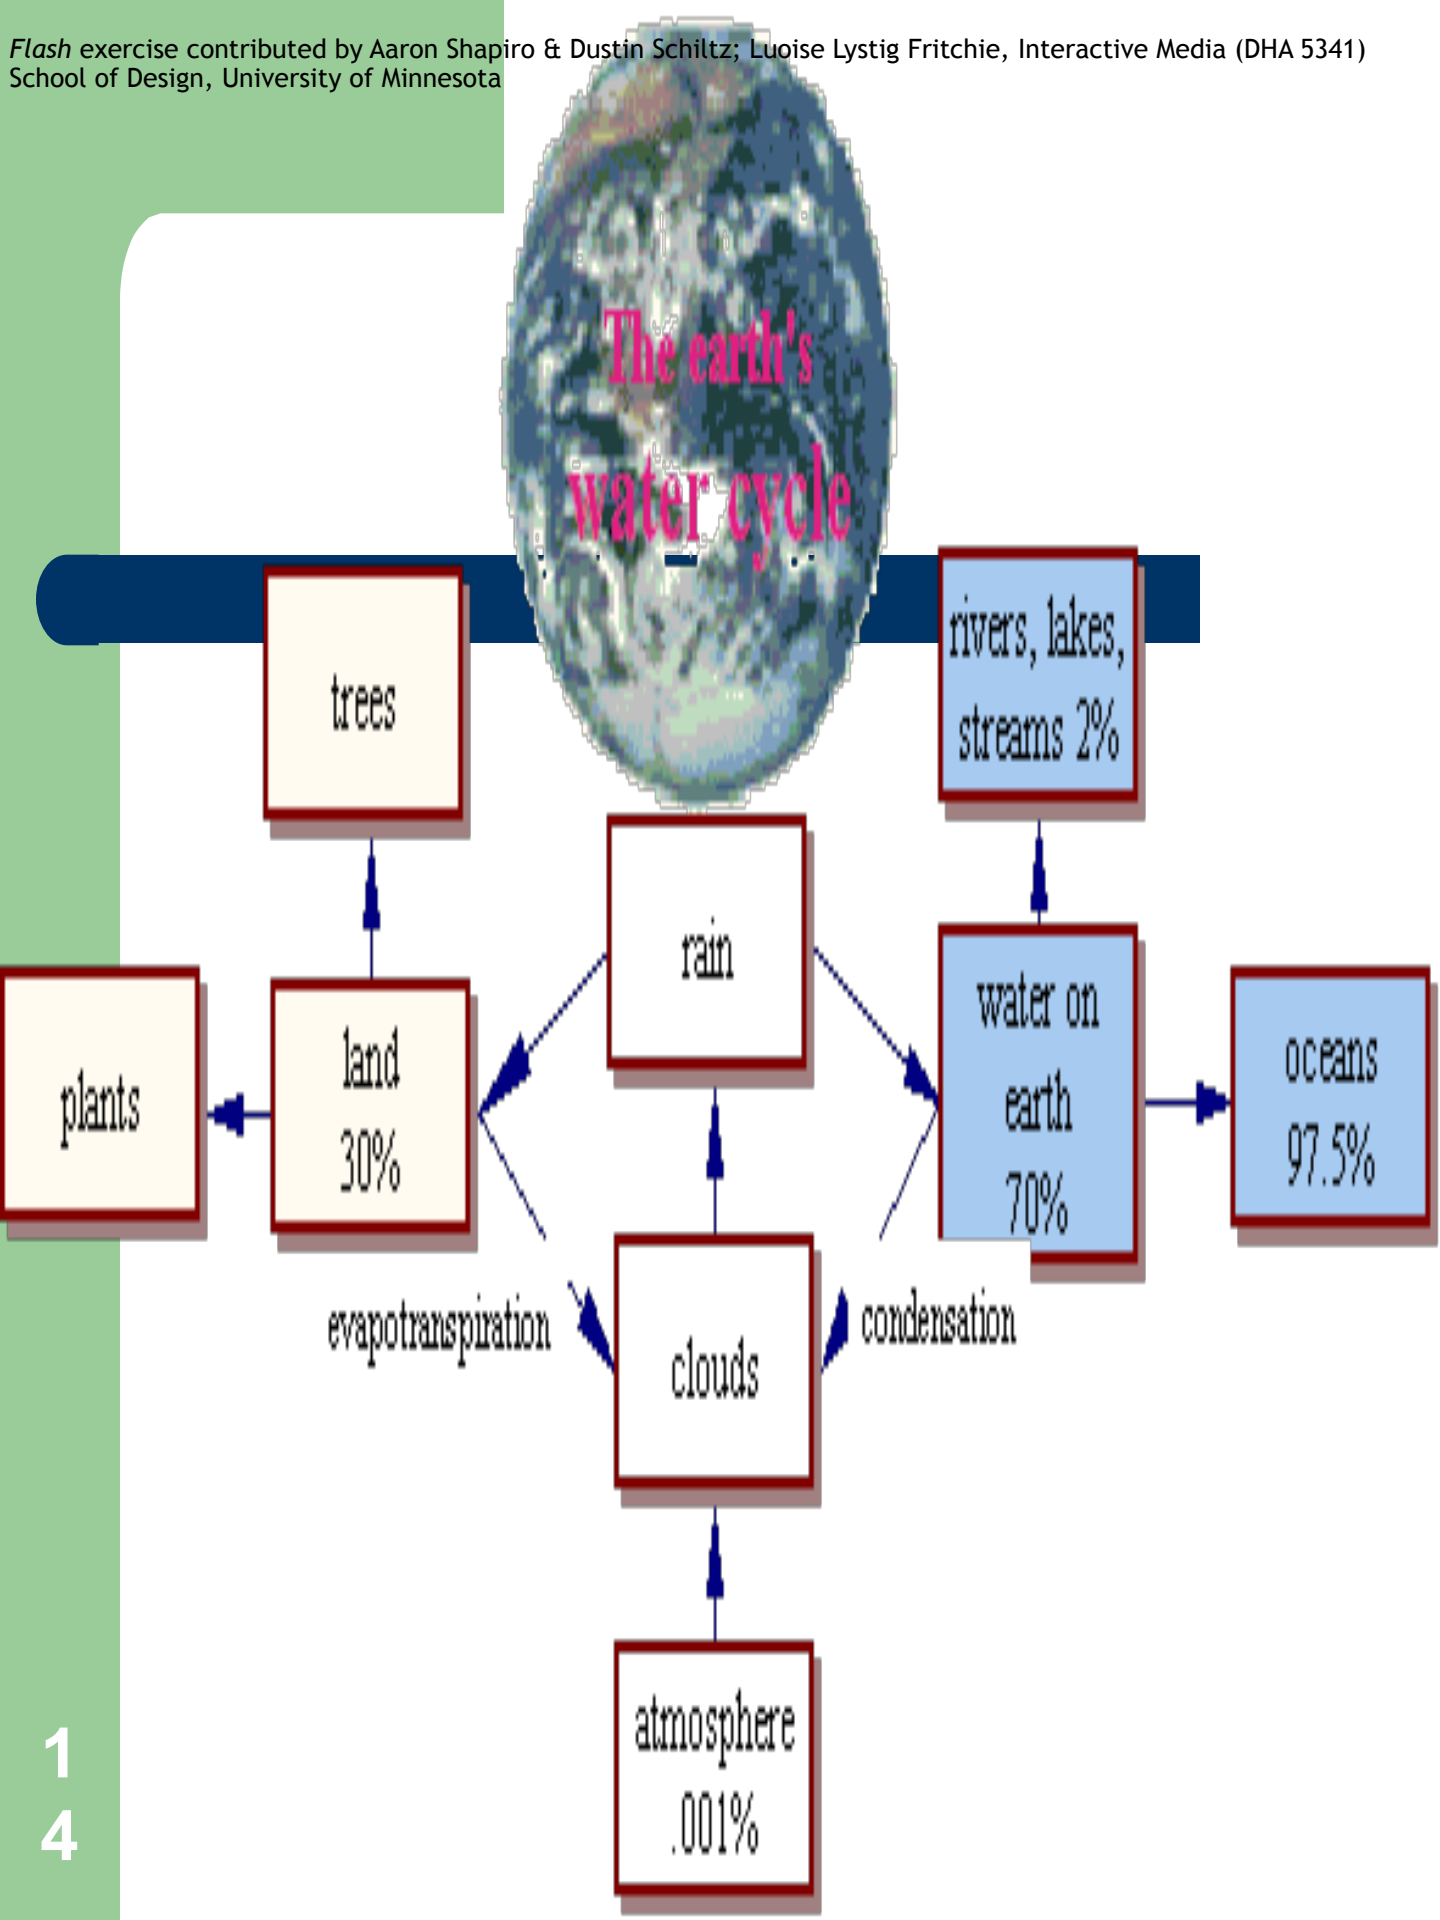 Flash exercise contributed by Aaron Shapiro & Dustin Schiltz; Luoise Lystig Fritchie, Interactive Media (DHA 5341)
School of Design, University of Minnesota
The earth's
water cycle
trees
rivers, lakes,
streams 2%
rain
plants
land
30%
water on
earth
70%
oceans
97.5%
evapotranspiration
condensation
clouds
atmosphere
.001%
1
4